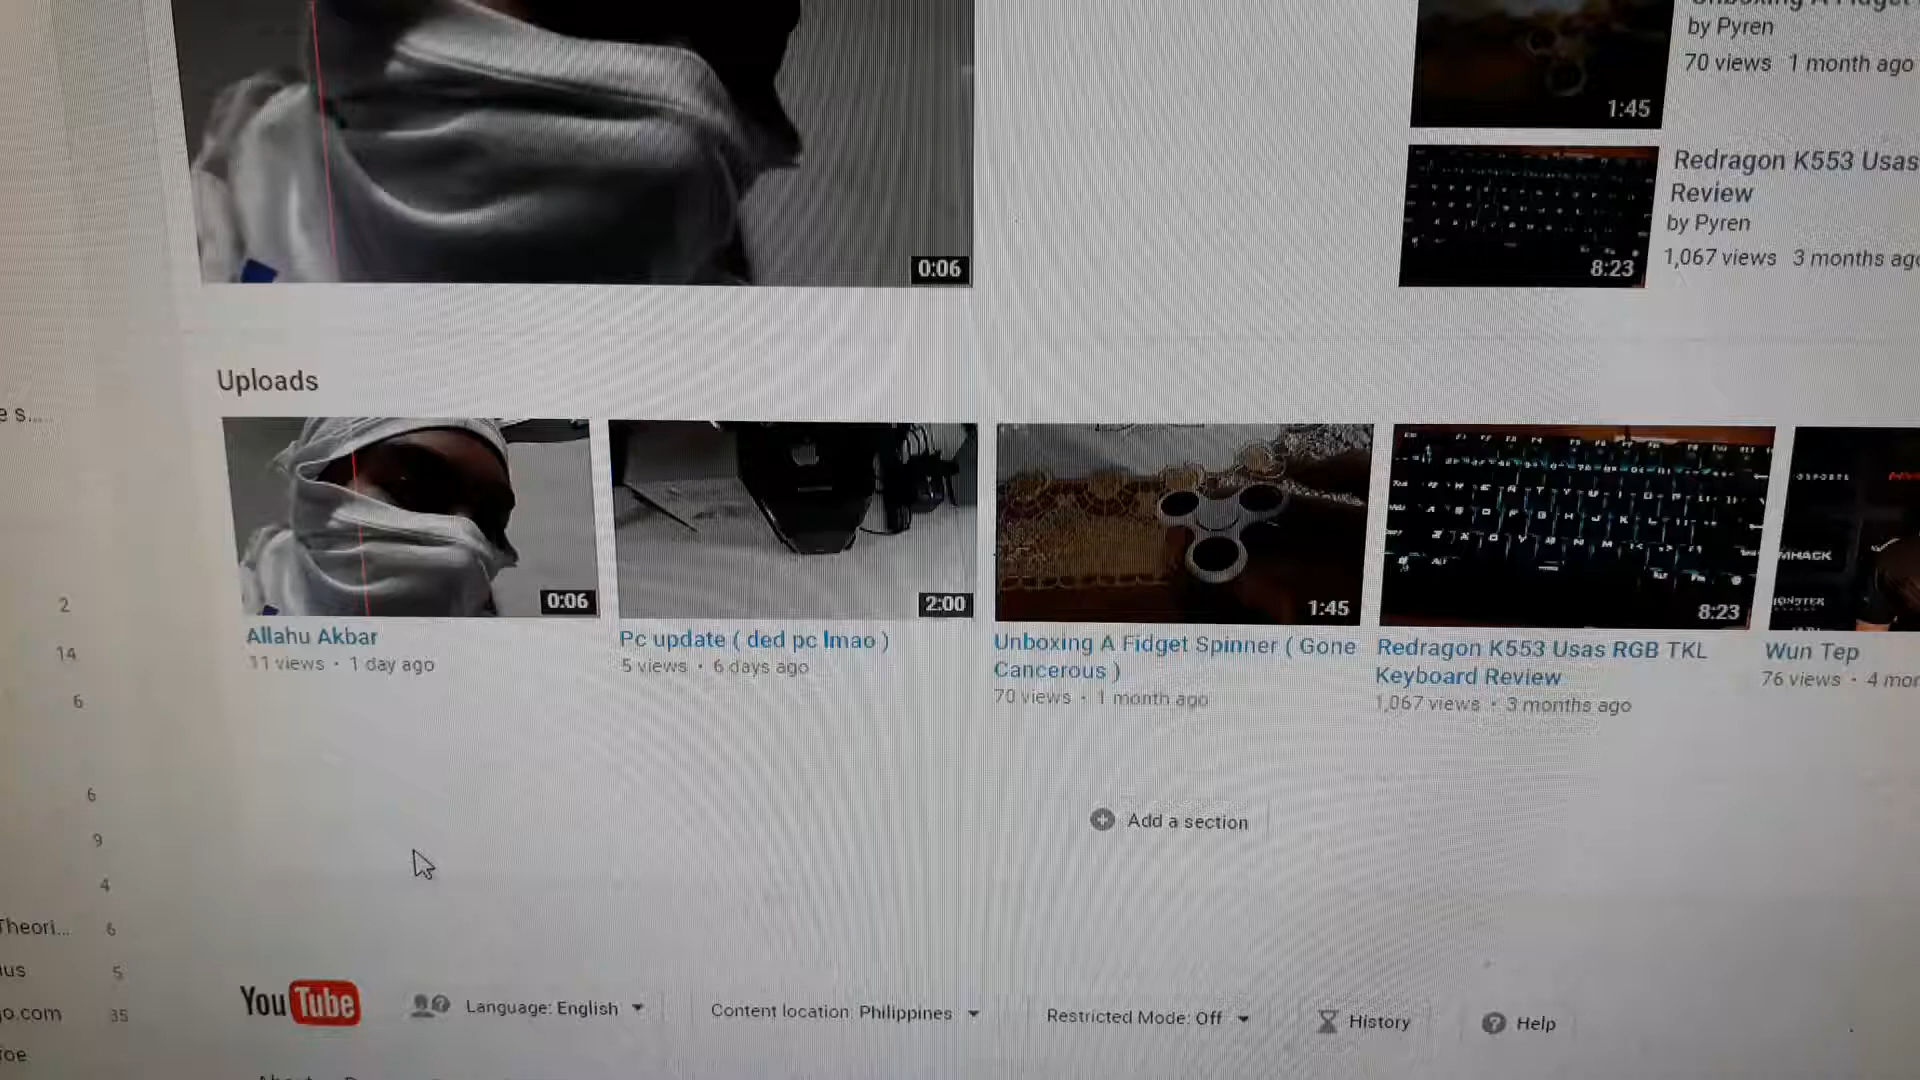 by Pyren
70 views 1 month ago
1:45
Redragon K553 Usas
Review
by Pyren
1,067 views 3 months ago
8:23
0:06
Uploads
e s.....
0:06
2:00
1:45
8:23
Allahu Akbar
11 views · 1 day ago
Pc update ( ded pc lmao )
5 views · 6 days ago
Unboxing A Fidget Spinner ( Gone
Cancerous )
70 views · 1 month ago
Redragon K553 Usas RGB TKL
Keyboard Review
1,067 views · 3 months ago
Wun Tep
76 views · 4 mon
2
14
6
6
9
4
Add a section
Theori... 6
us 5
o.com 35
roe
YouTube
Language: English
Content location: Philippines
Restricted Mode: Off
History
Help